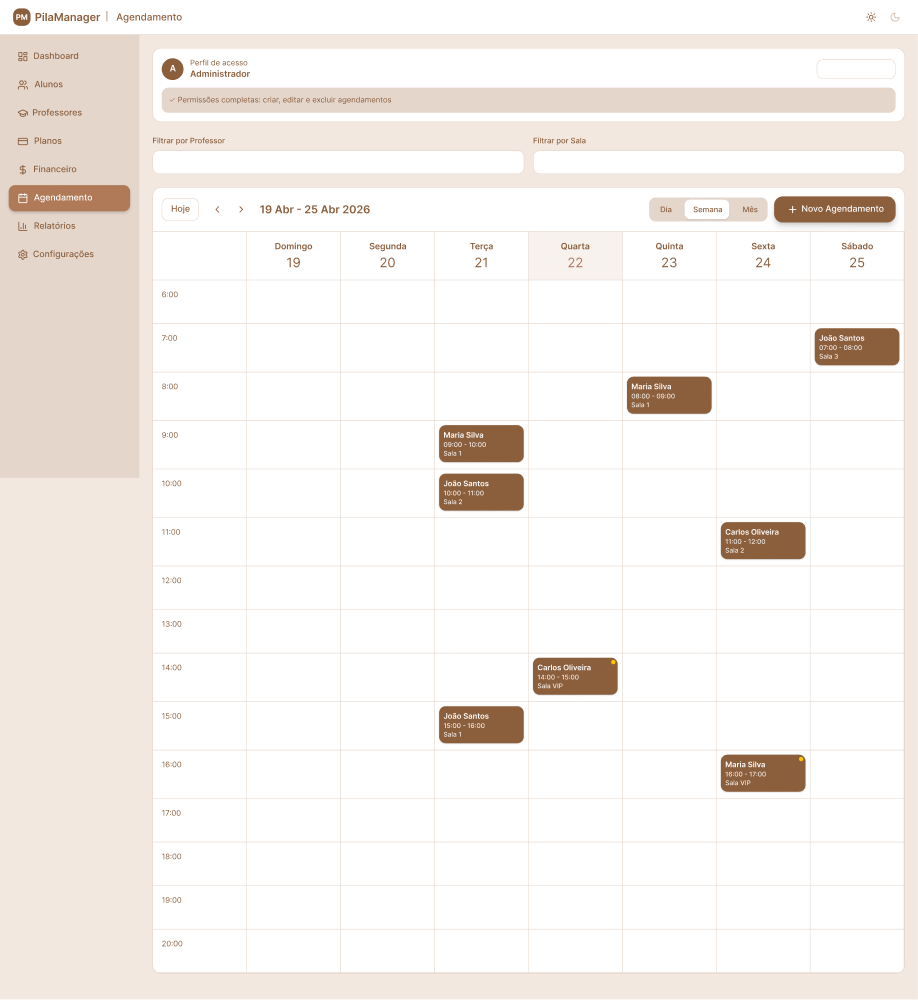 PM PilaManager | Agendamento
Dashboard
Alunos
Professores
Planos
Financeiro
Agendamento
Relatórios
Configurações
A
Perfil de acesso
Administrador
✓ Permissões completas: criar, editar e excluir agendamentos
Filtrar por Professor
Filtrar por Sala
Hoje
19 Abr - 25 Abr 2026
Dia
Semana
Mês
+ Novo Agendamento
Domingo
19
Segunda
20
Terça
21
Quarta
22
Quinta
23
Sexta
24
Sábado
25
6:00
7:00
João Santos
07:00 - 08:00
Sala 3
8:00
Maria Silva
08:00 - 09:00
Sala 1
9:00
Maria Silva
09:00 - 10:00
Sala 1
10:00
João Santos
10:00 - 11:00
Sala 2
11:00
Carlos Oliveira
11:00 - 12:00
Sala 2
12:00
13:00
14:00
Carlos Oliveira
14:00 - 15:00
Sala VIP
15:00
João Santos
15:00 - 16:00
Sala 1
16:00
Maria Silva
16:00 - 17:00
Sala VIP
17:00
18:00
19:00
20:00